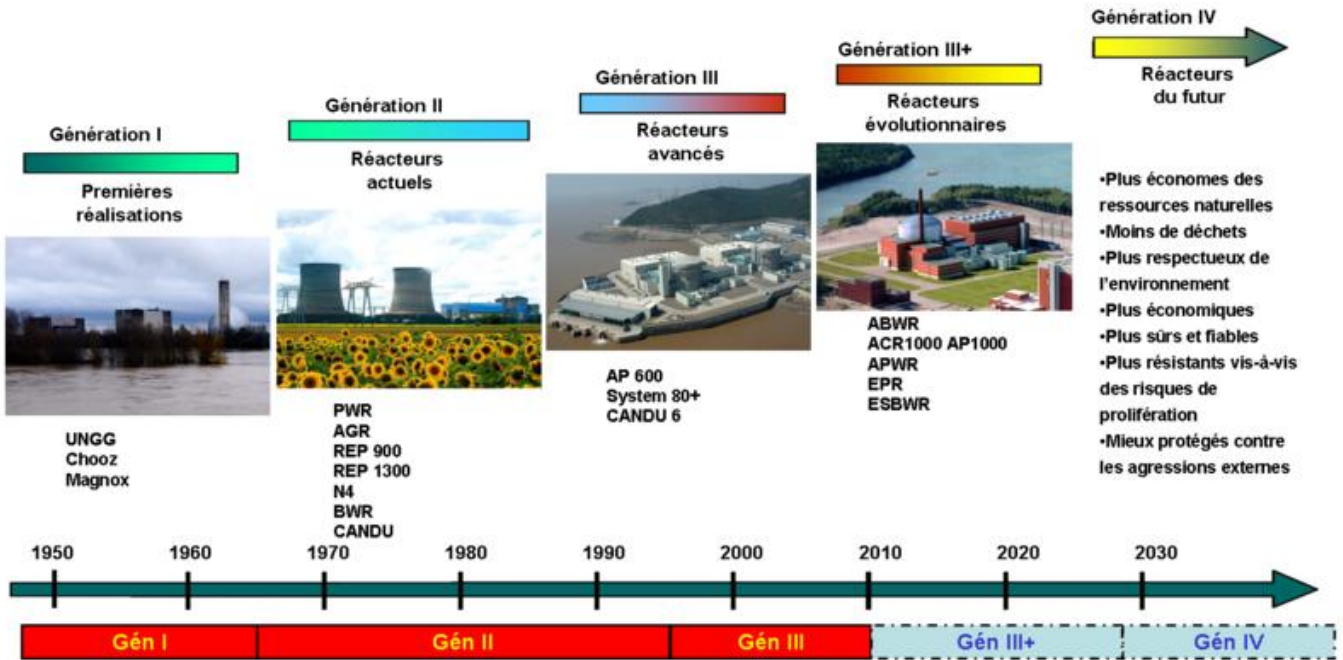 Génération I
Premières
réalisations
UNGG
Chooz
Magnox
Génération II
Réacteurs
actuels
PWR
AGR
REP 900
REP 1300
N4
BWR
CANDU
Génération III
Réacteurs
avancés
AP 600
System 80+
CANDU 6
Génération III+
Réacteurs
évolutionnaires
ABWR
ACR1000 AP1000
APWR
EPR
ESBWR
Génération IV
Réacteurs
du futur
•Plus économes des
ressources naturelles
•Moins de déchets
•Plus respectueux de
l'environnement
•Plus économiques
•Plus sûrs et fiables
•Plus résistants vis-à-vis
des risques de
prolifération
•Mieux protégés contre
les agressions externes
1950 1960 1970 1980 1990 2000 2010 2020 2030
Gén I Gén II Gén III Gén III+ Gén IV